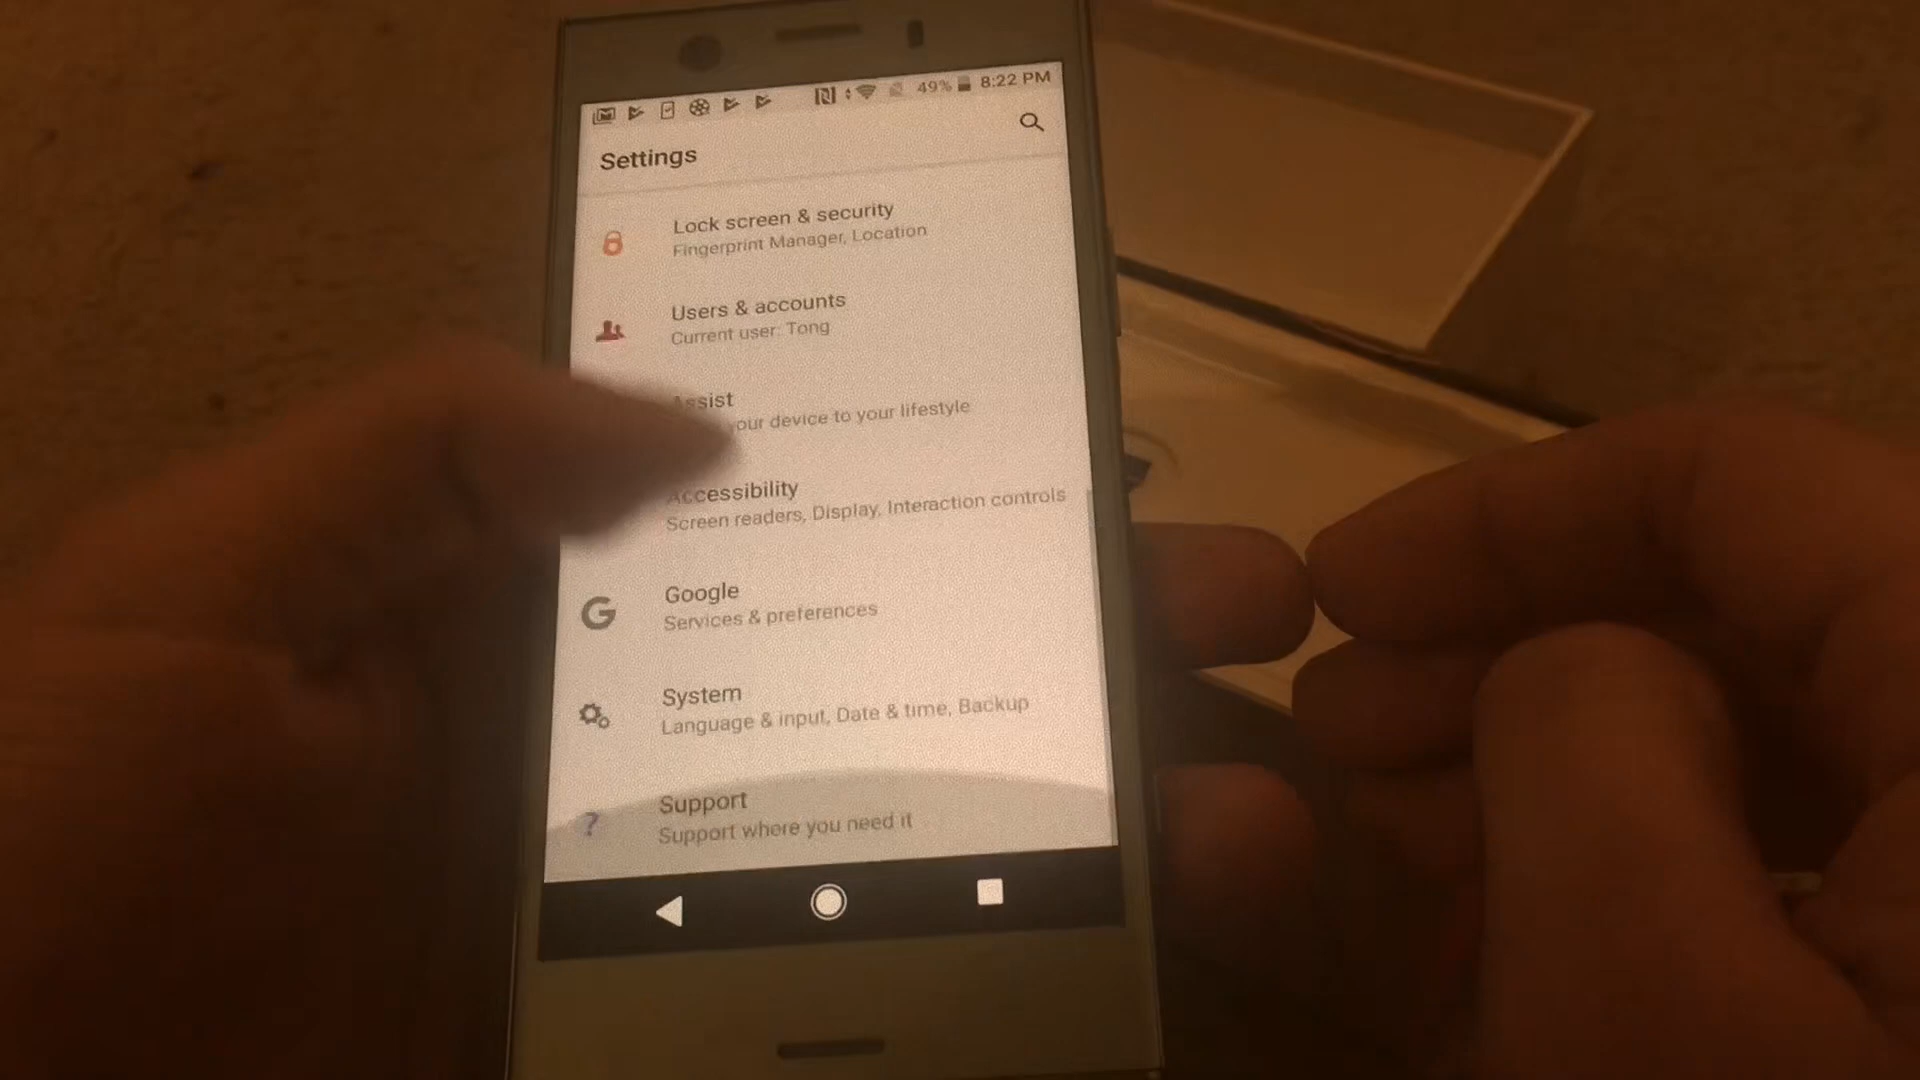 49% 8:22 PM
Settings
Lock screen & security
Fingerprint Manager, Location
Users & accounts
Current user: Tong
Assist
our device to your lifestyle
Accessibility
Screen readers, Display, Interaction controls
Google
Services & preferences
System
Language & input, Date & time, Backup
Support
Support where you need it